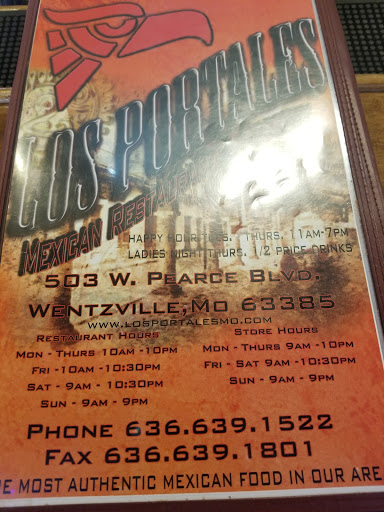 LOS PORTALES
MEXICAN RESTAURANT
HAPPY HOUR TUES. - THURS. 11AM-7PM
LADIES NIGHT THURS. 1/2 PRICE DRINKS
503 W. PEARCE BLVD.
WENTZVILLE, MO 63385
WWW.LOSPORTALESMO.COM
RESTAURANT HOURS
MON - THURS 10AM -10PM
FRI - 10AM - 10:30PM
SAT - 9AM - 10:30PM
SUN - 9AM - 9PM
STORE HOURS
MON - THURS 9AM -10PM
FRI - SAT 9AM -10:30PM
SUN - 9AM - 9PM
PHONE 636.639.1522
FAX 636.639.1801
E MOST AUTHENTIC MEXICAN FOOD IN OUR ARE